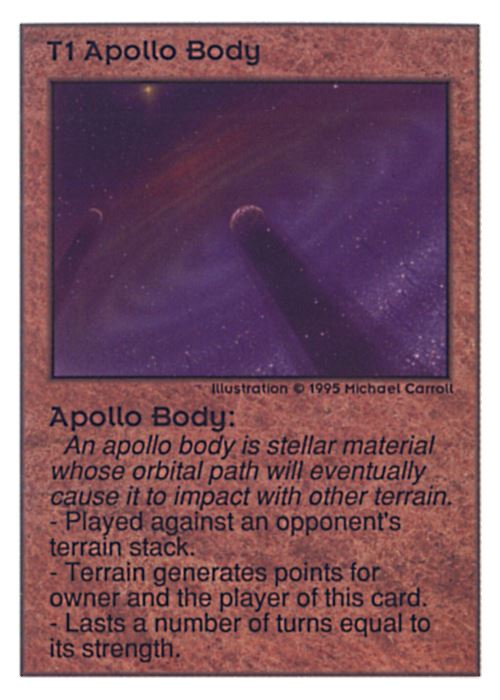 T1 Apollo Body
Illustration © 1995 Michael Carroll
Apollo Body:
An apollo body is stellar material
whose orbital path will eventually
cause it to impact with other terrain.
- Played against an opponent's
terrain stack.
- Terrain generates points for
owner and the player of this card.
- Lasts a number of turns equal to
its strength.